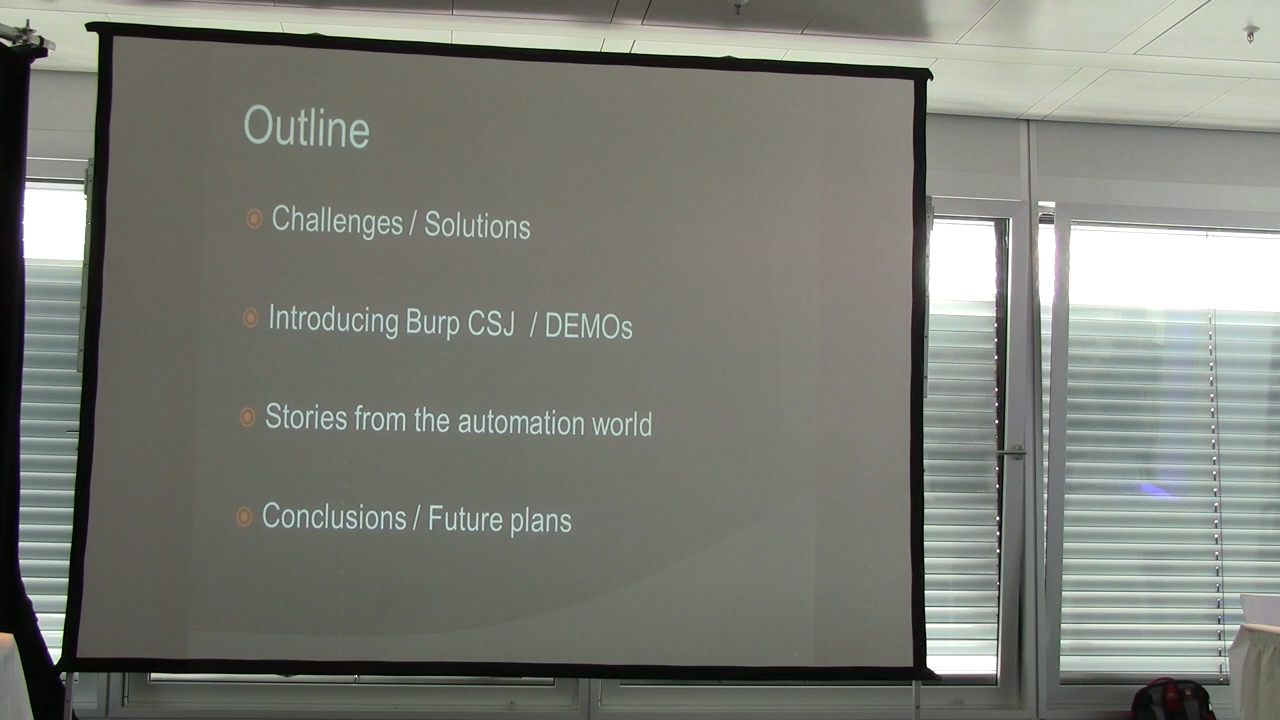 Outline
Challenges / Solutions
Introducing Burp CSJ / DEMOs
Stories from the automation world
Conclusions / Future plans